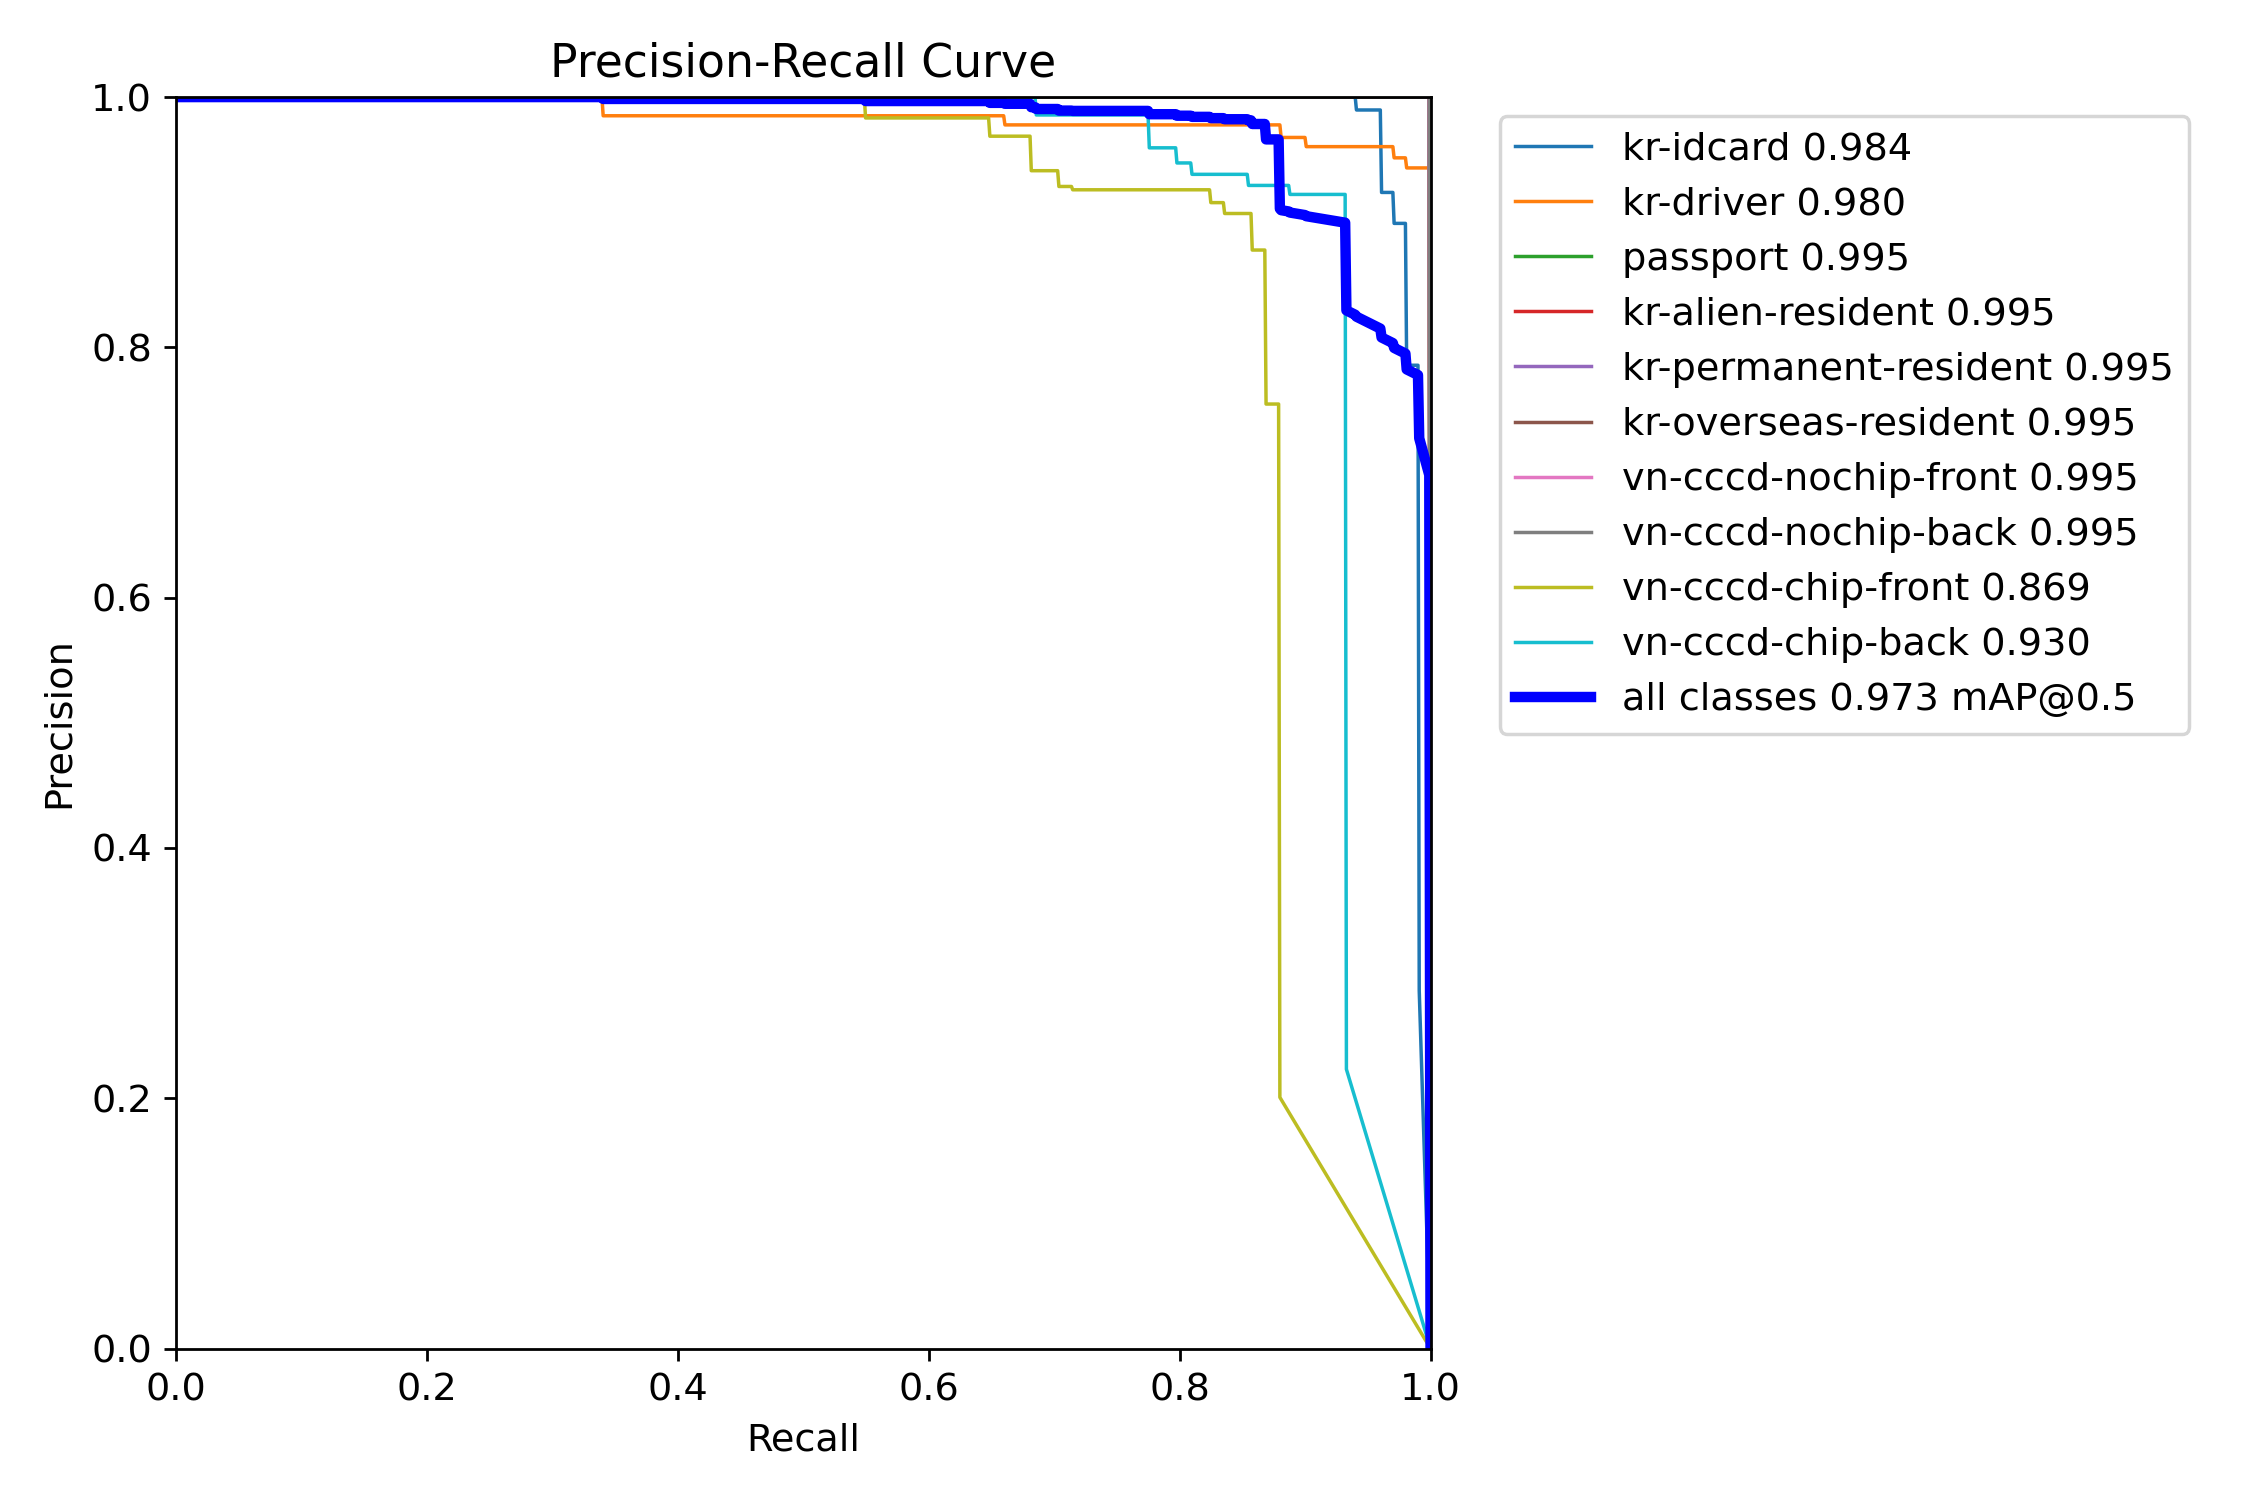 Precision-Recall Curve
1.0
0.8
0.6
0.4
0.2
0.0
Precision
0.0 0.2 0.4 0.6 0.8 1.0
Recall
kr-idcard 0.984
kr-driver 0.980
passport 0.995
kr-alien-resident 0.995
kr-permanent-resident 0.995
kr-overseas-resident 0.995
vn-cccd-nochip-front 0.995
vn-cccd-nochip-back 0.995
vn-cccd-chip-front 0.869
vn-cccd-chip-back 0.930
all classes 0.973 mAP@0.5